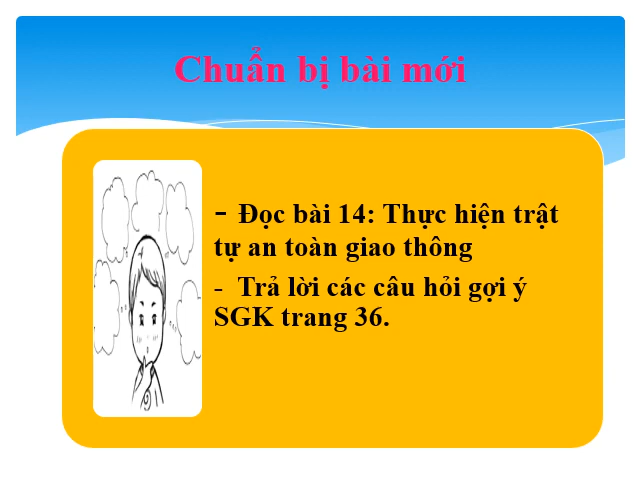 Chuẩn bị bài mới
- Đọc bài 14: Thực hiện trật
tự an toàn giao thông
- Trả lời các câu hỏi gợi ý
SGK trang 36.